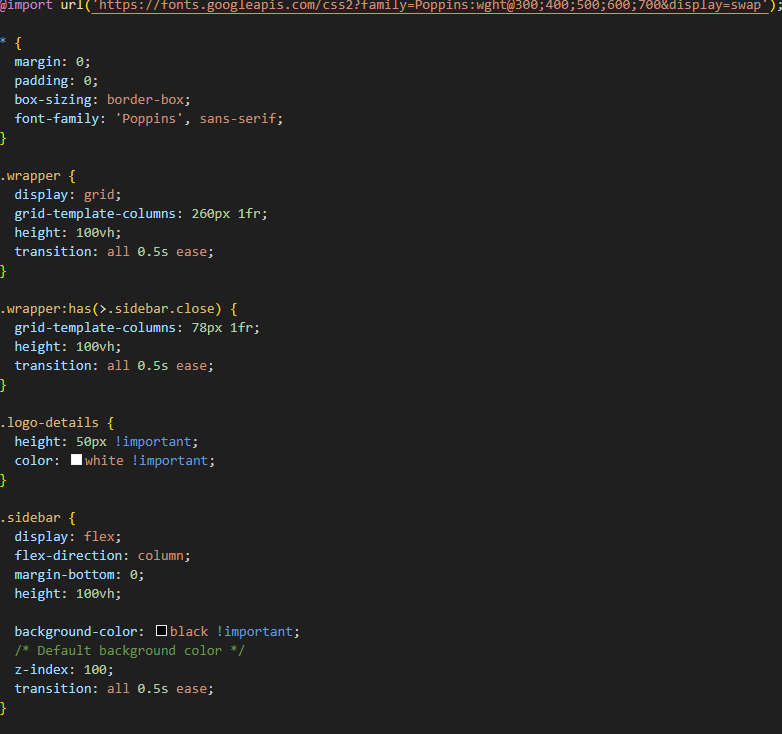 @import url('https://fonts.googleapis.com/css2?family=Poppins:wght@300;400;500;600;700&display=swap');

* {
  margin: 0;
  padding: 0;
  box-sizing: border-box;
  font-family: 'Poppins', sans-serif;
}

.wrapper {
  display: grid;
  grid-template-columns: 260px 1fr;
  height: 100vh;
  transition: all 0.5s ease;
}

.wrapper:has(>.sidebar.close) {
  grid-template-columns: 78px 1fr;
  height: 100vh;
  transition: all 0.5s ease;
}

.logo-details {
  height: 50px !important;
  color: white !important;
}

.sidebar {
  display: flex;
  flex-direction: column;
  margin-bottom: 0;
  height: 100vh;

  background-color: black !important;
  /* Default background color */
  z-index: 100;
  transition: all 0.5s ease;
}